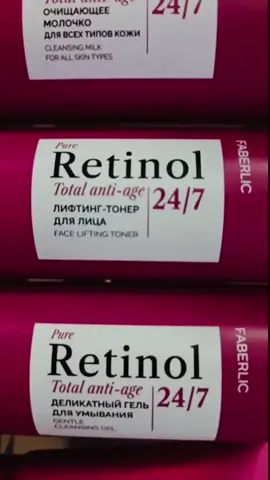 Total anti-age 24/7
ОЧИЩАЮЩЕЕ
МОЛОЧКО
ДЛЯ ВСЕХ ТИПОВ КОЖИ
CLEANSING MILK
FOR ALL SKIN TYPES
Pure
Retinol
Total anti-age 24/7
ЛИФТИНГ-ТОНЕР
ДЛЯ ЛИЦА
FACE LIFTING TONER
FABERLIC
Pure
Retinol
Total anti-age 24/7
ДЕЛИКАТНЫЙ ГЕЛЬ
ДЛЯ УМЫВАНИЯ
GENTLE
CLEANSING GEL
FABERLIC